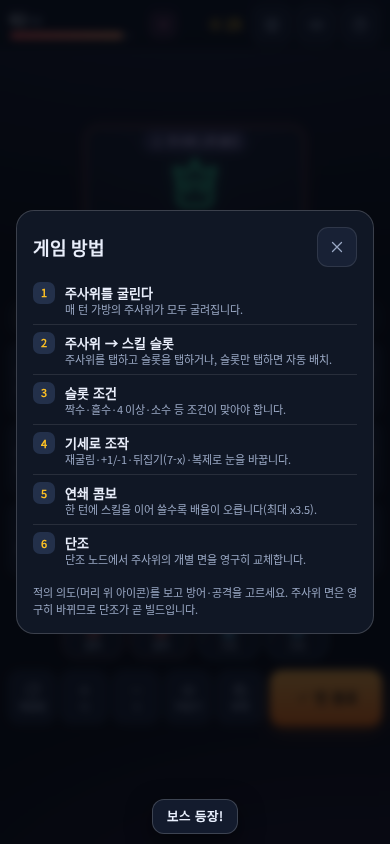 게임 방법
1 주사위를 굴린다
매 턴 가방의 주사위가 모두 굴려집니다.
2 주사위 → 스킬 슬롯
주사위를 탭하고 슬롯을 탭하거나, 슬롯만 탭하면 자동 배치.
3 슬롯 조건
짝수·홀수·4 이상·소수 등 조건이 맞아야 합니다.
4 기세로 조작
재굴림·+1/-1·뒤집기(7-x)·복제로 눈을 바꿉니다.
5 연쇄 콤보
한 턴에 스킬을 이어 쓸수록 배율이 오릅니다(최대 x3.5).
6 단조
단조 노드에서 주사위의 개별 면을 영구히 교체합니다.
적의 의도(머리 위 아이콘)를 보고 방어·공격을 고르세요. 주사위 면은 영
구히 바뀌므로 단조가 곧 빌드입니다.
보스 등장!